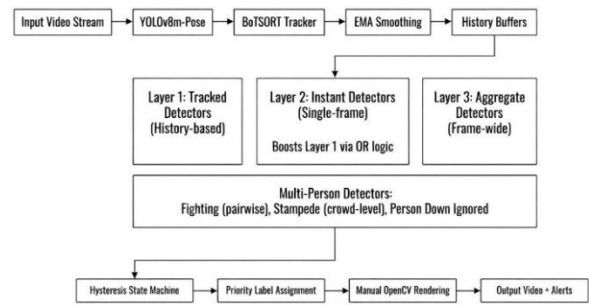 Input Video Stream
YOLOv8m-Pose
BoTSORT Tracker
EMA Smoothing
History Buffers
Layer 1: Tracked
Detectors
(History-based)
Layer 2: Instant Detectors
(Single-frame)
Boosts Layer 1 via OR logic
Layer 3: Aggregate
Detectors
(Frame-wide)
Multi-Person Detectors:
Fighting (pairwise), Stampede (crowd-level), Person Down Ignored
Hysteresis State Machine
Priority Label Assignment
Manual OpenCV Rendering
Output Video + Alerts